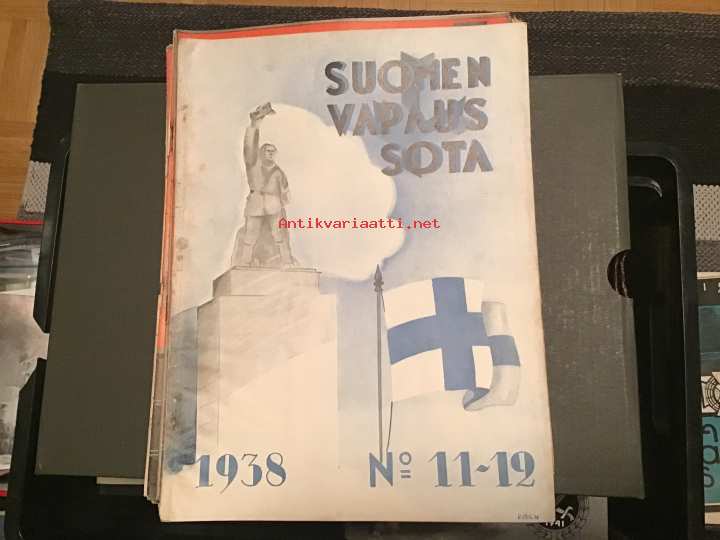 SUOMEN
VAPAUS
SOTA
Antikvariaatti.net
1938 Nº 11-12